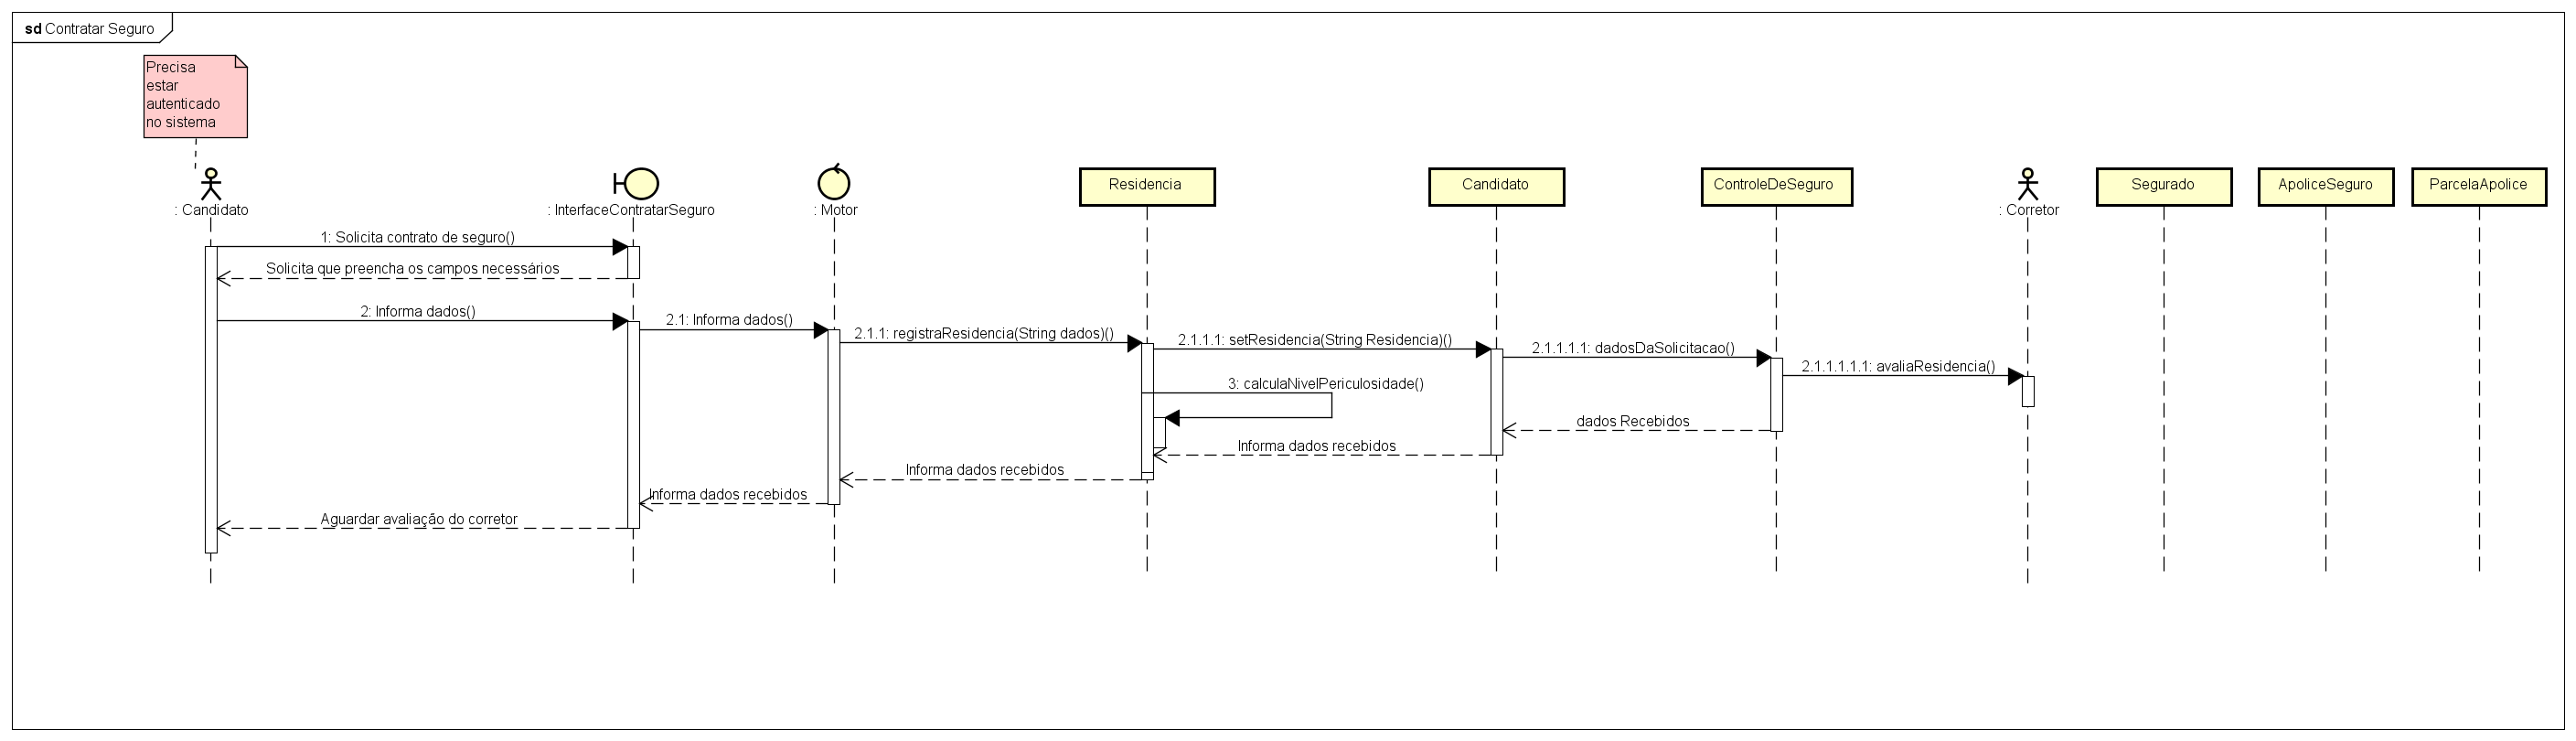 sd Contratar Seguro
Precisa
estar
autenticado
no sistema
: Candidato
: InterfaceContratarSeguro
: Motor
Residencia
Candidato
ControleDeSeguro
: Corretor
Segurado
ApoliceSeguro
ParcelaApolice
1: Solicita contrato de seguro()
Solicita que preencha os campos necessários
2: Informa dados()
2.1: Informa dados()
2.1.1: registraResidencia(String dados)()
2.1.1.1: setResidencia(String Residencia)()
2.1.1.1.1: dadosDaSolicitacao()
2.1.1.1.1.1: avaliaResidencia()
3: calculaNivelPericulosidade()
dados Recebidos
Informa dados recebidos
Informa dados recebidos
Informa dados recebidos
Aguardar avaliação do corretor